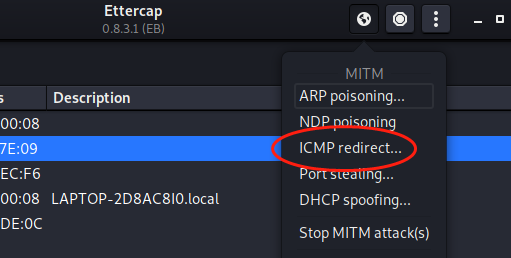 Ettercap
0.8.3.1 (EB)
s Description
00:08
7E:09
EC:F6
00:08 LAPTOP-2D8AC8I0.local
DE:0C
MITM
ARP poisoning...
NDP poisoning
ICMP redirect...
Port stealing...
DHCP spoofing...
Stop MITM attack(s)